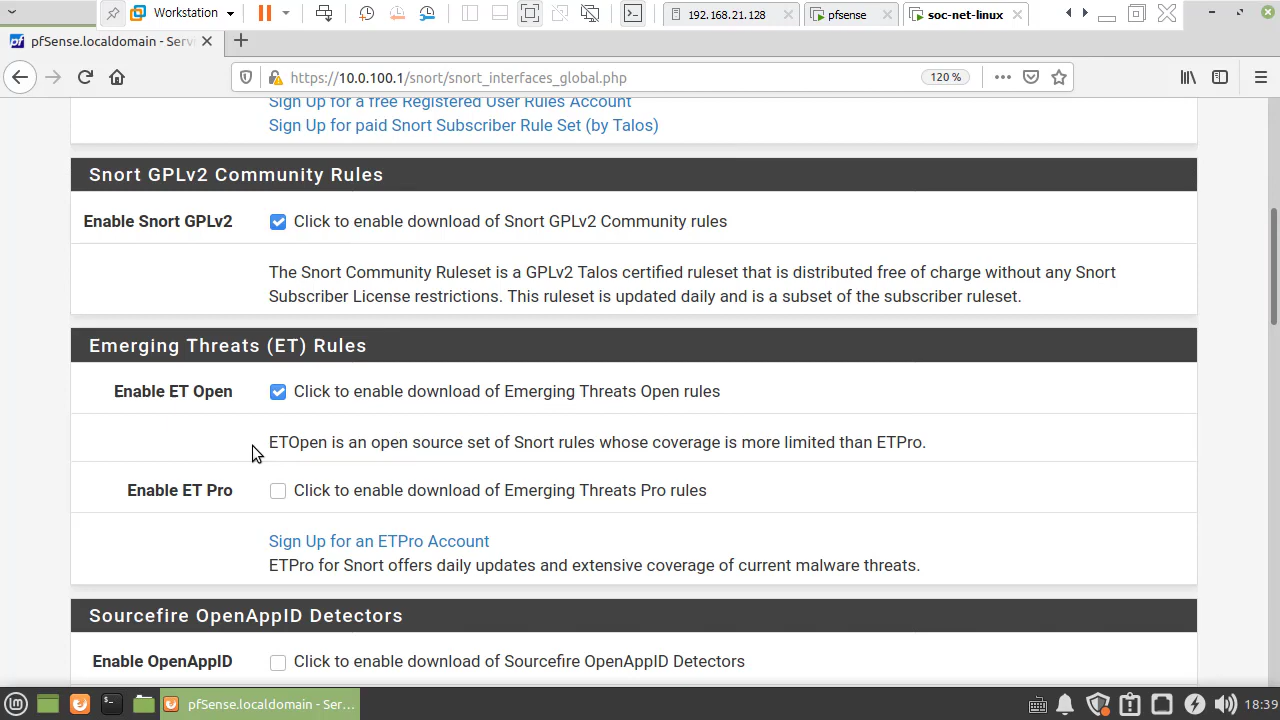 Workstation
192.168.21.128
pfsense
soc-net-linux
pfSense.localdomain - Servi
https://10.0.100.1/snort/snort_interfaces_global.php
120 %
Sign Up for a free Registered User Rules Account
Sign Up for paid Snort Subscriber Rule Set (by Talos)
Snort GPLv2 Community Rules
Enable Snort GPLv2
Click to enable download of Snort GPLv2 Community rules
The Snort Community Ruleset is a GPLv2 Talos certified ruleset that is distributed free of charge without any Snort
Subscriber License restrictions. This ruleset is updated daily and is a subset of the subscriber ruleset.
Emerging Threats (ET) Rules
Enable ET Open
Click to enable download of Emerging Threats Open rules
ETOpen is an open source set of Snort rules whose coverage is more limited than ETPro.
Enable ET Pro
Click to enable download of Emerging Threats Pro rules
Sign Up for an ETPro Account
ETPro for Snort offers daily updates and extensive coverage of current malware threats.
Sourcefire OpenAppID Detectors
Enable OpenAppID
Click to enable download of Sourcefire OpenAppID Detectors
pfSense.localdomain - Ser...
18:39